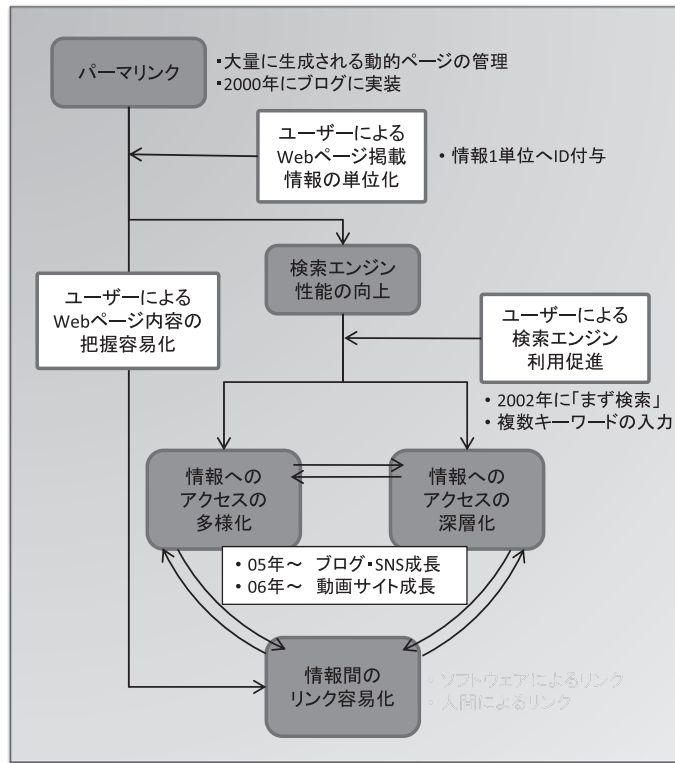 パーマリンク
・大量に生成される動的ページの管理
・2000年にブログに実装
ユーザーによる
Webページ掲載
情報の単位化
・情報1単位へID付与
検索エンジン
性能の向上
ユーザーによる
Webページ内容の
把握容易化
ユーザーによる
検索エンジン
利用促進
・2002年に「まず検索」
・複数キーワードの入力
情報への
アクセスの
多様化
情報への
アクセスの
深層化
・05年～ ブログ・SNS成長
・06年～ 動画サイト成長
情報間の
リンク容易化
・ソフトウェアによるリンク
・人間によるリンク